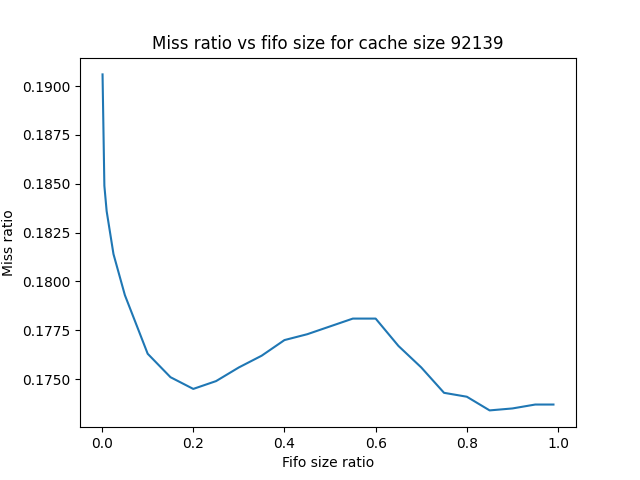 Miss ratio vs fifo size for cache size 92139
0.1900
0.1875
0.1850
0.1825
0.1800
0.1775
0.1750
Miss ratio
0.0 0.2 0.4 0.6 0.8 1.0
Fifo size ratio